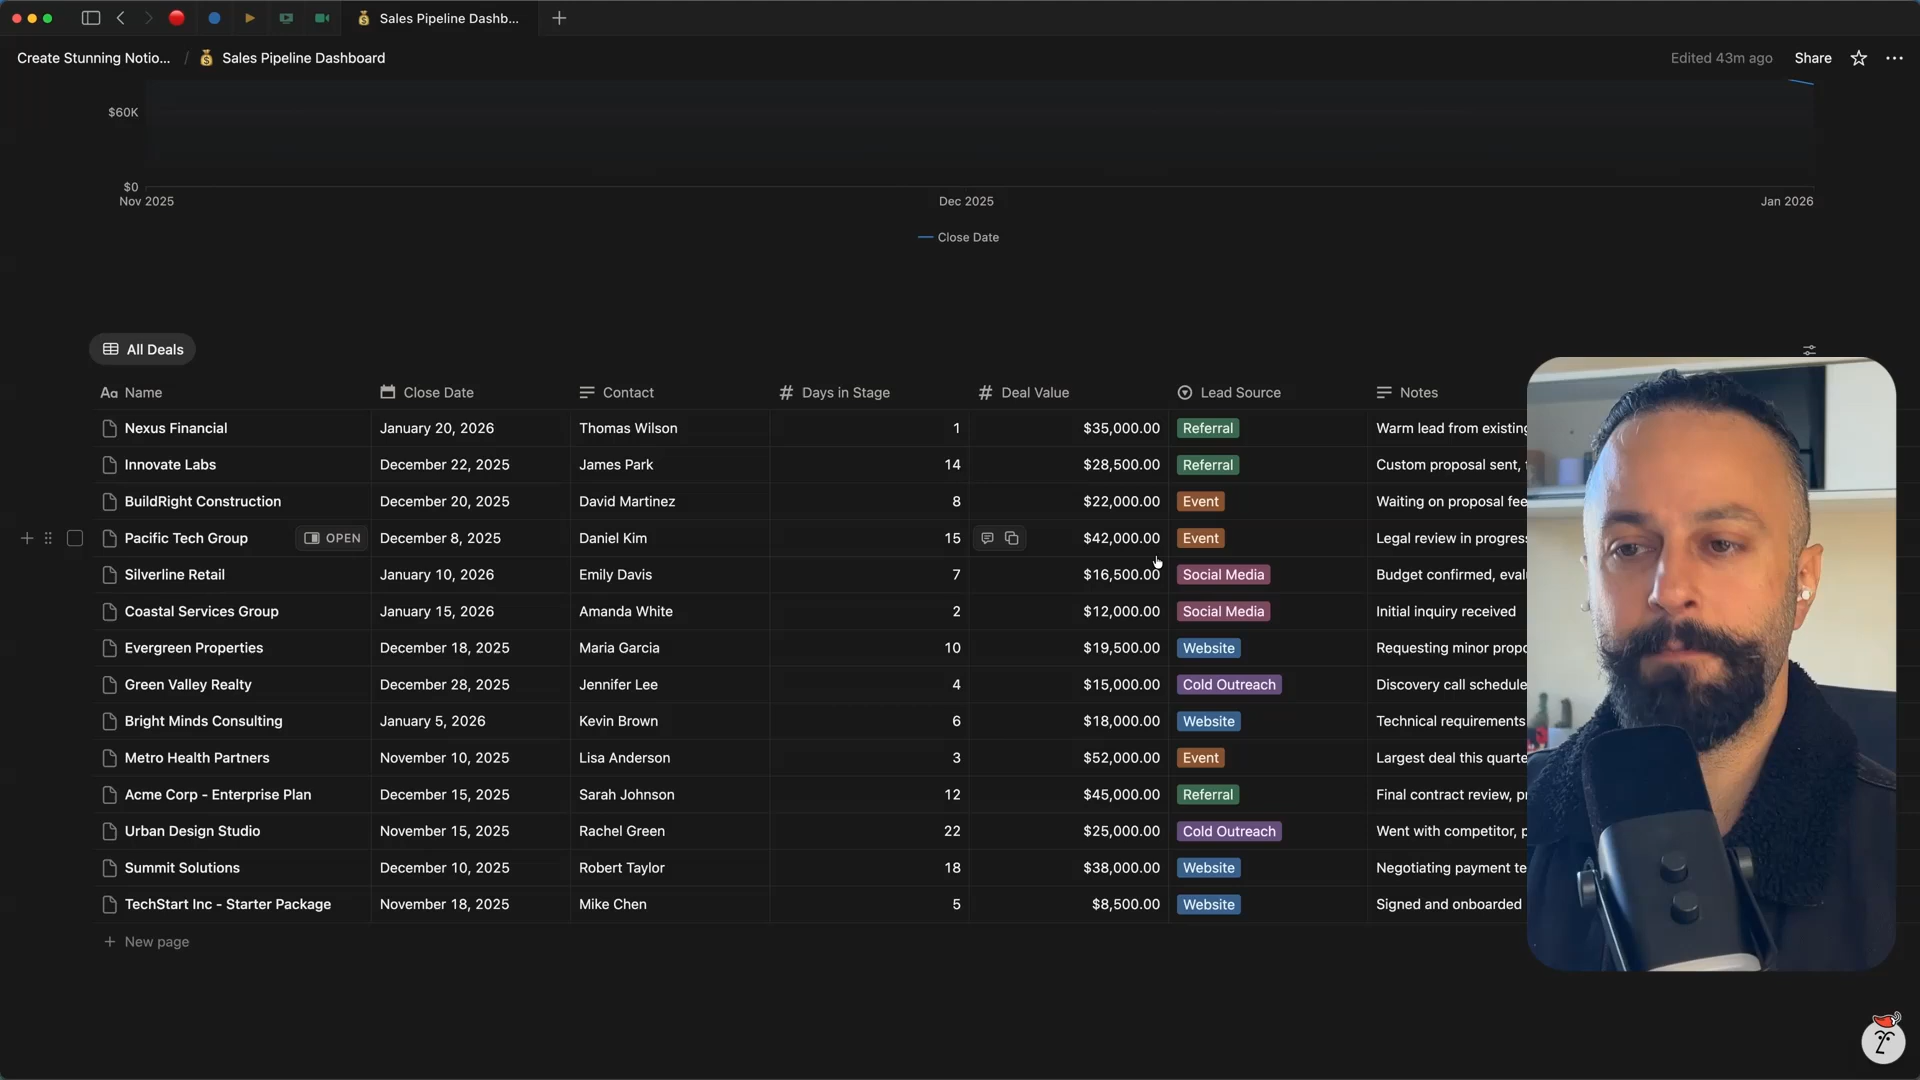 Sales Pipeline Dashb...
Create Stunning Notio... / Sales Pipeline Dashboard
Edited 43m ago Share
$60K
$0
Nov 2025 Dec 2025 Jan 2026
Close Date
All Deals
Aa Name Close Date Contact # Days in Stage # Deal Value Lead Source Notes
Nexus Financial January 20, 2026 Thomas Wilson 1 $35,000.00 Referral Warm lead from existing
Innovate Labs December 22, 2025 James Park 14 $28,500.00 Referral Custom proposal sent,
BuildRight Construction December 20, 2025 David Martinez 8 $22,000.00 Event Waiting on proposal fee
Pacific Tech Group OPEN December 8, 2025 Daniel Kim 15 $42,000.00 Event Legal review in progress
Silverline Retail January 10, 2026 Emily Davis 7 $16,500.00 Social Media Budget confirmed, eval
Coastal Services Group January 15, 2026 Amanda White 2 $12,000.00 Social Media Initial inquiry received
Evergreen Properties December 18, 2025 Maria Garcia 10 $19,500.00 Website Requesting minor propo
Green Valley Realty December 28, 2025 Jennifer Lee 4 $15,000.00 Cold Outreach Discovery call schedule
Bright Minds Consulting January 5, 2026 Kevin Brown 6 $18,000.00 Website Technical requirements
Metro Health Partners November 10, 2025 Lisa Anderson 3 $52,000.00 Event Largest deal this quarte
Acme Corp - Enterprise Plan December 15, 2025 Sarah Johnson 12 $45,000.00 Referral Final contract review, pr
Urban Design Studio November 15, 2025 Rachel Green 22 $25,000.00 Cold Outreach Went with competitor, p
Summit Solutions December 10, 2025 Robert Taylor 18 $38,000.00 Website Negotiating payment te
TechStart Inc - Starter Package November 18, 2025 Mike Chen 5 $8,500.00 Website Signed and onboarded
+ New page